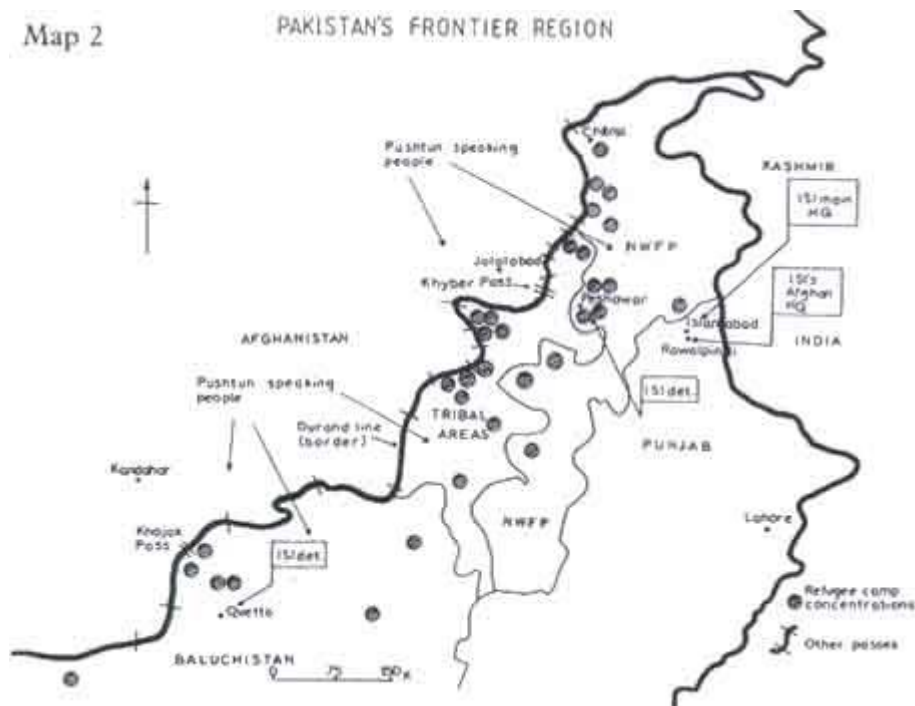 Map 2
PAKISTAN'S FRONTIER REGION
Chitral
Pushtun speaking
people
KASHMIR
ISI main
HQ
NWFP
Jalalabad
Khyber Pass
ISI's
Afghan
HQ
Peshawar
Islamabad
Rawalpindi
INDIA
AFGHANISTAN
Pushtun speaking
people
ISI det.
TRIBAL
AREAS
Durand line
(border)
PUNJAB
Kandahar
NWFP
Lahore
Khojak
Pass
ISI det.
Quetta
Refugee camp
concentrations
Other passes
BALUCHISTAN
0 75 150 K